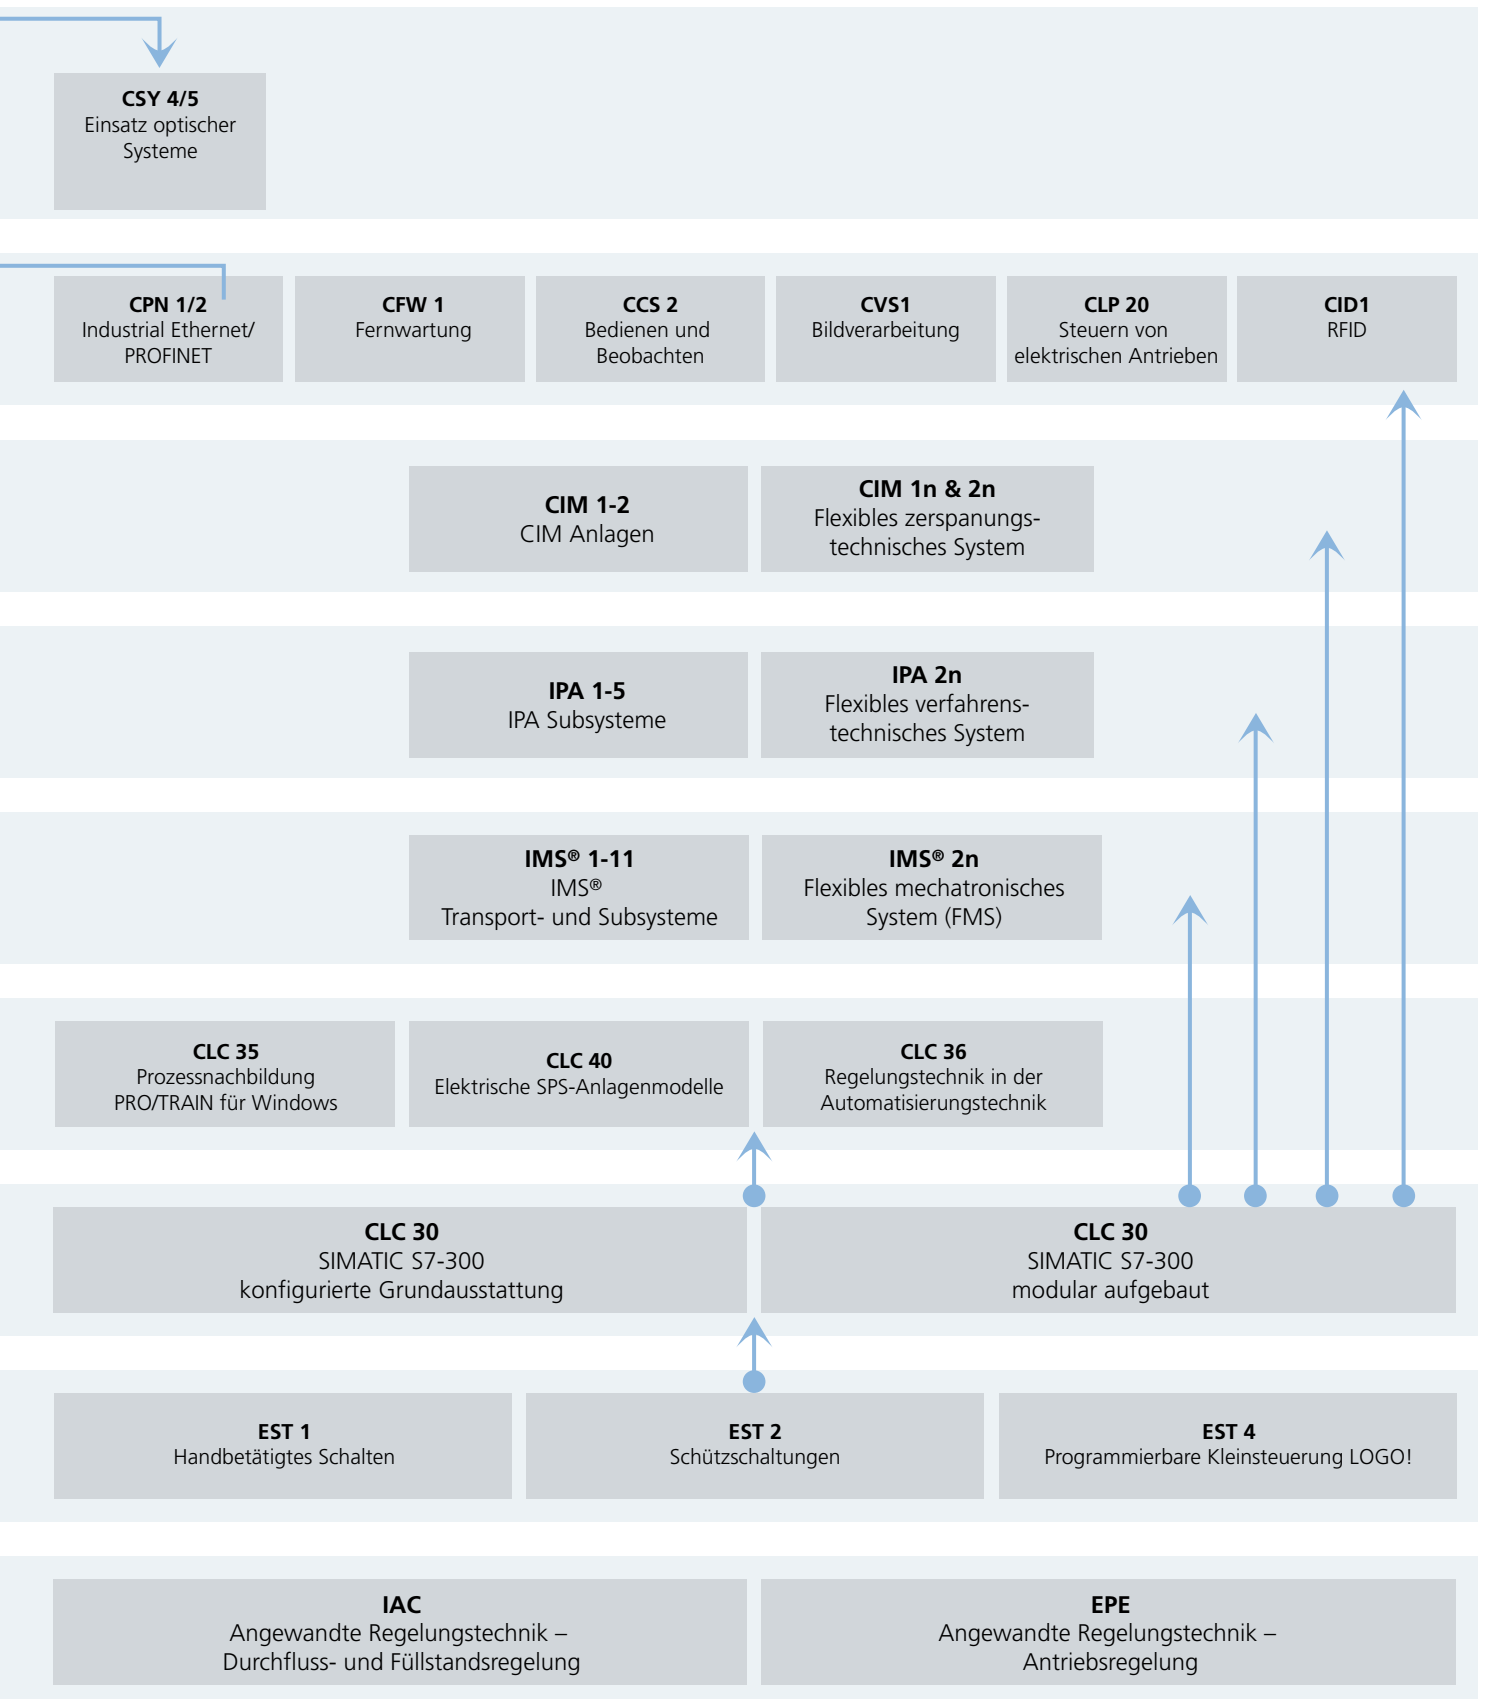 CSY 4/5
Einsatz optischer
Systeme
CPN 1/2
Industrial Ethernet/
PROFINET
CFW 1
Fernwartung
CCS 2
Bedienen und
Beobachten
CVS1
Bildverarbeitung
CLP 20
Steuern von
elektrischen Antrieben
CID1
RFID
CIM 1-2
CIM Anlagen
CIM 1n & 2n
Flexibles zerspanungs-
technisches System
IPA 1-5
IPA Subsysteme
IPA 2n
Flexibles verfahrens-
technisches System
IMS® 1-11
IMS®
Transport- und Subsysteme
IMS® 2n
Flexibles mechatronisches
System (FMS)
CLC 35
Prozessnachbildung
PRO/TRAIN für Windows
CLC 40
Elektrische SPS-Anlagenmodelle
CLC 36
Regelungstechnik in der
Automatisierungstechnik
CLC 30
SIMATIC S7-300
konfigurierte Grundausstattung
CLC 30
SIMATIC S7-300
modular aufgebaut
EST 1
Handbetätigtes Schalten
EST 2
Schützschaltungen
EST 4
Programmierbare Kleinsteuerung LOGO!
IAC
Angewandte Regelungstechnik –
Durchfluss- und Füllstandsregelung
EPE
Angewandte Regelungstechnik –
Antriebsregelung